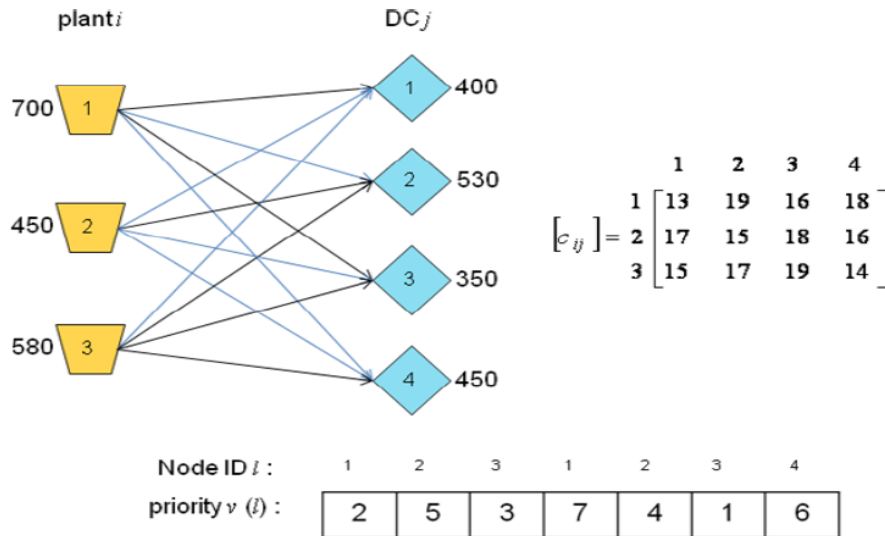 plant i DC j
700 1 1 400
2 530
450 2
3 350
580 3
4 450
1 2 3 4
1 13 19 16 18
[c ij ] = 2 17 15 18 16
3 15 17 19 14
Node ID l : 1 2 3 1 2 3 4
priority v (l) : 2 5 3 7 4 1 6